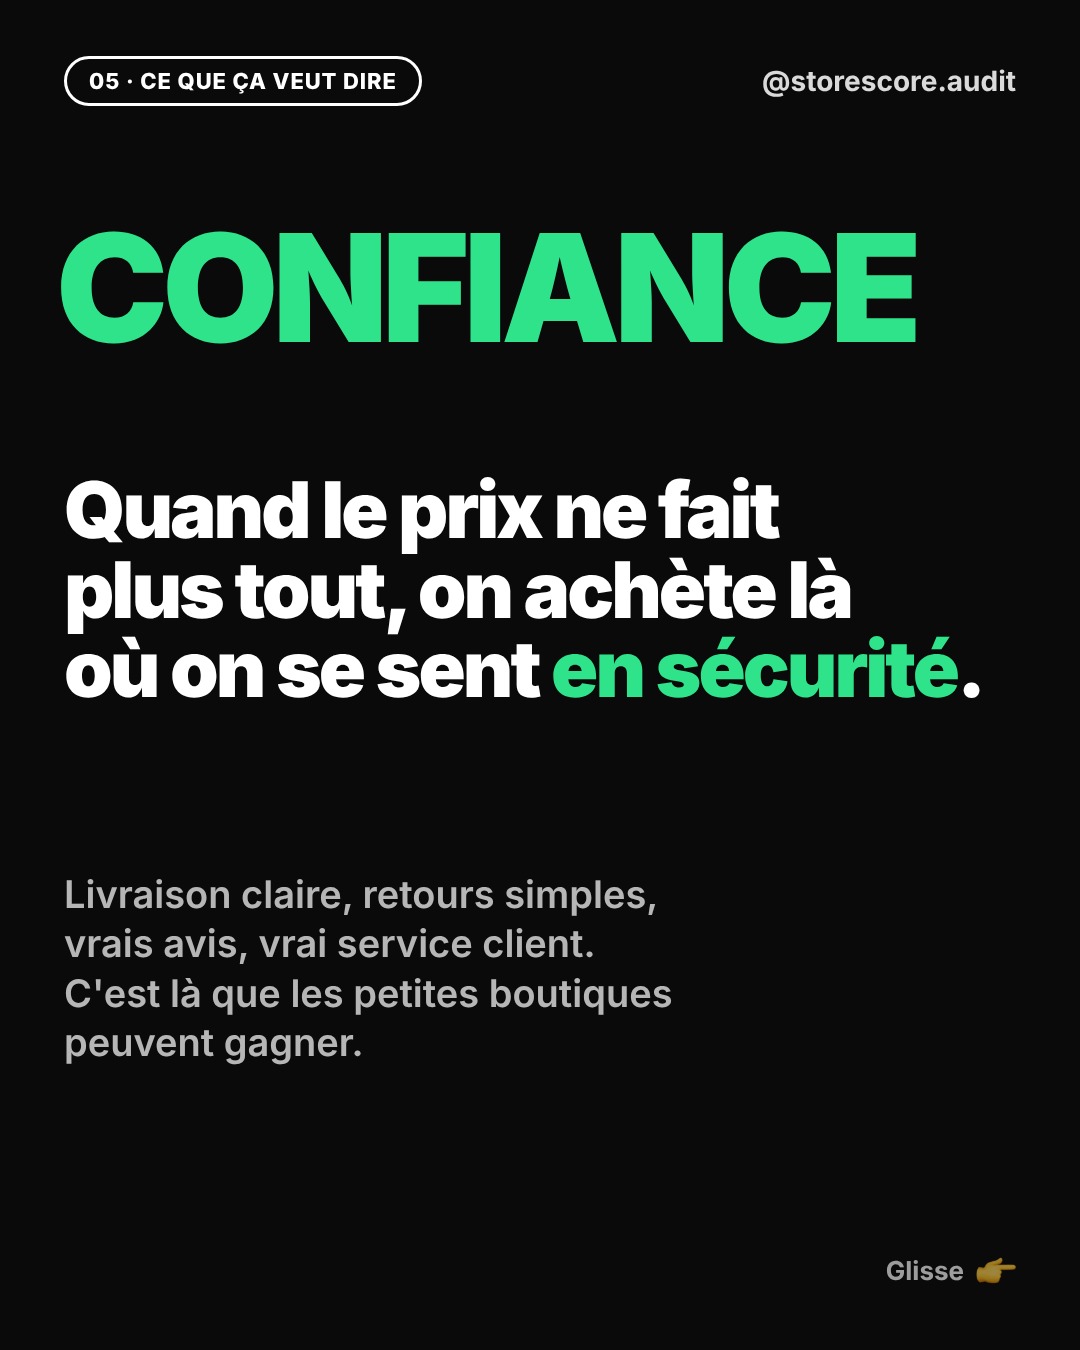 05 · CE QUE ÇA VEUT DIRE
@storescore.audit
CONFIANCE
Quand le prix ne fait
plus tout, on achète là
où on se sent en sécurité.
Livraison claire, retours simples,
vrais avis, vrai service client.
C'est là que les petites boutiques
peuvent gagner.
Glisse 👉